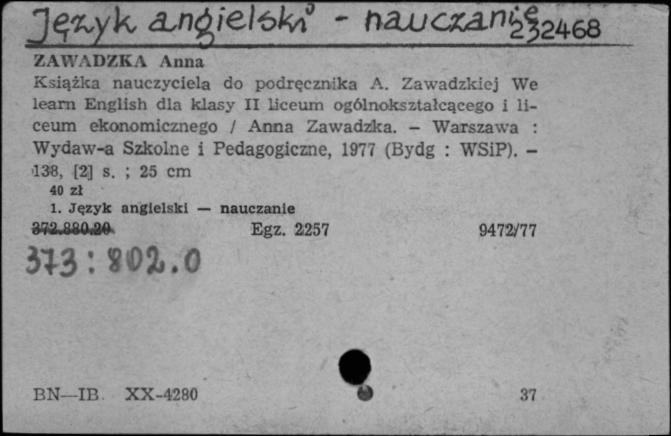 Język angielski - nauczanie
232468
ZAWADZKA Anna
Książka nauczyciela do podręcznika A. Zawadzkiej We
learn English dla klasy II liceum ogólnokształcącego i li-
ceum ekonomicznego / Anna Zawadzka. — Warszawa :
Wydaw-a Szkolne i Pedagogiczne, 1977 (Bydg : WSiP). —
138, [2] s. ; 25 cm
40 zł
1. Język angielski — nauczanie
372.880.20 Egz. 2257 9472/77
373:802.0
BN—IB. XX-4280 37